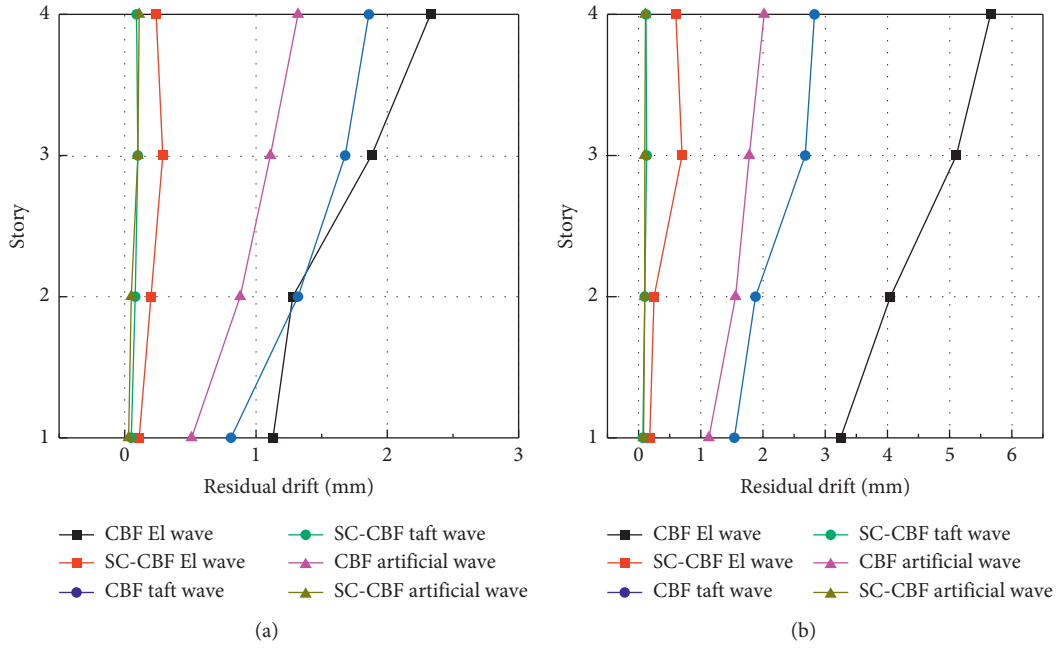 4
3
2
1
Story
0
1
2
3
Residual drift (mm)
CBF El wave
SC-CBF El wave
CBF taft wave
SC-CBF taft wave
CBF artificial wave
SC-CBF artificial wave
(a)
4
3
2
1
Story
0
1
2
3
4
5
6
Residual drift (mm)
CBF El wave
SC-CBF El wave
CBF taft wave
SC-CBF taft wave
CBF artificial wave
SC-CBF artificial wave
(b)